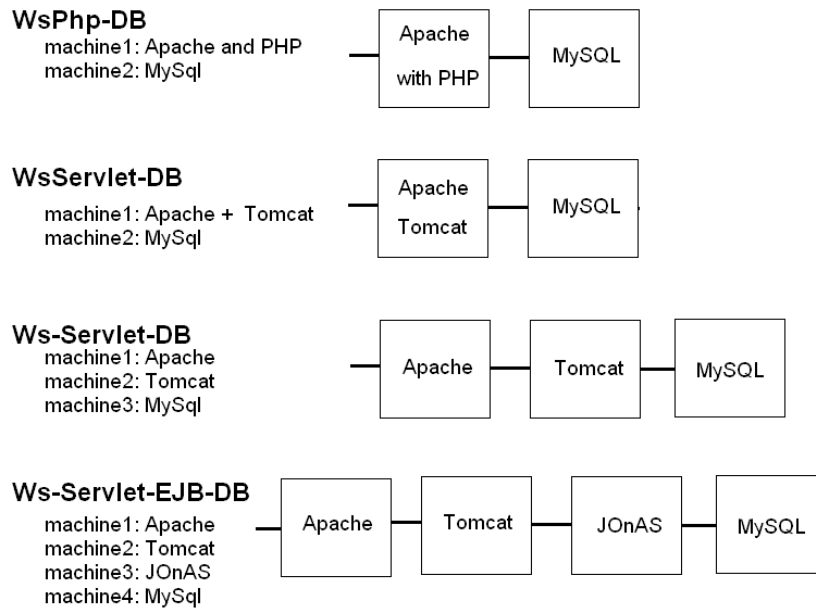 WsPhp-DB
machine1: Apache and PHP
machine2: MySql
Apache
with PHP
MySQL
WsServlet-DB
machine1: Apache + Tomcat
machine2: MySql
Apache
Tomcat
MySQL
Ws-Servlet-DB
machine1: Apache
machine2: Tomcat
machine3: MySql
Apache
Tomcat
MySQL
Ws-Servlet-EJB-DB
machine1: Apache
machine2: Tomcat
machine3: JOnAS
machine4: MySql
Apache
Tomcat
JOnAS
MySQL